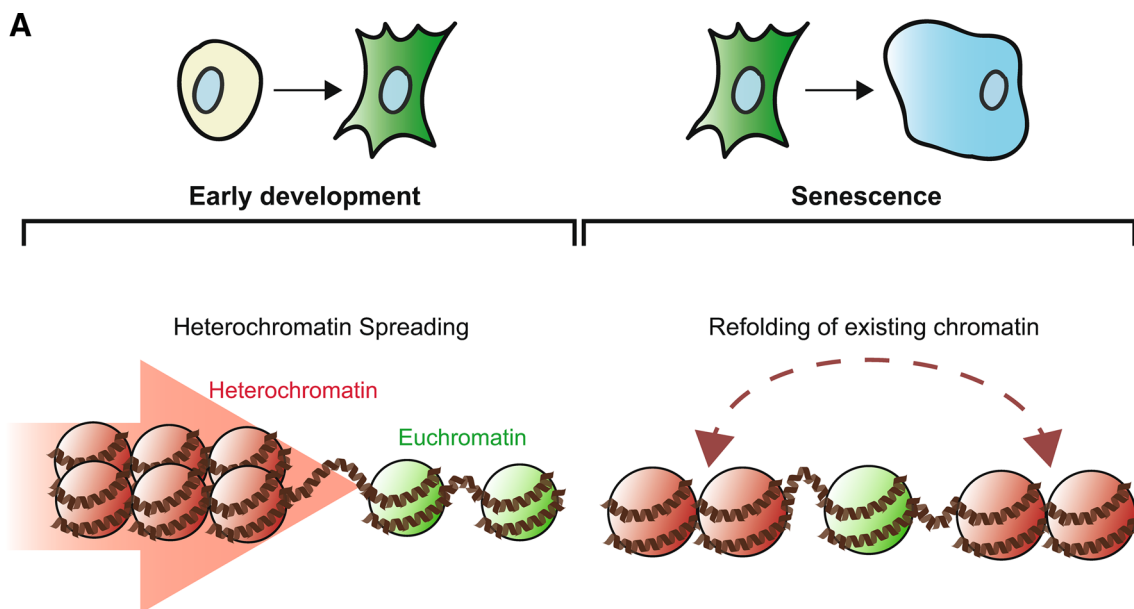 A
Early development
Senescence
Heterochromatin Spreading
Refolding of existing chromatin
Heterochromatin
Euchromatin